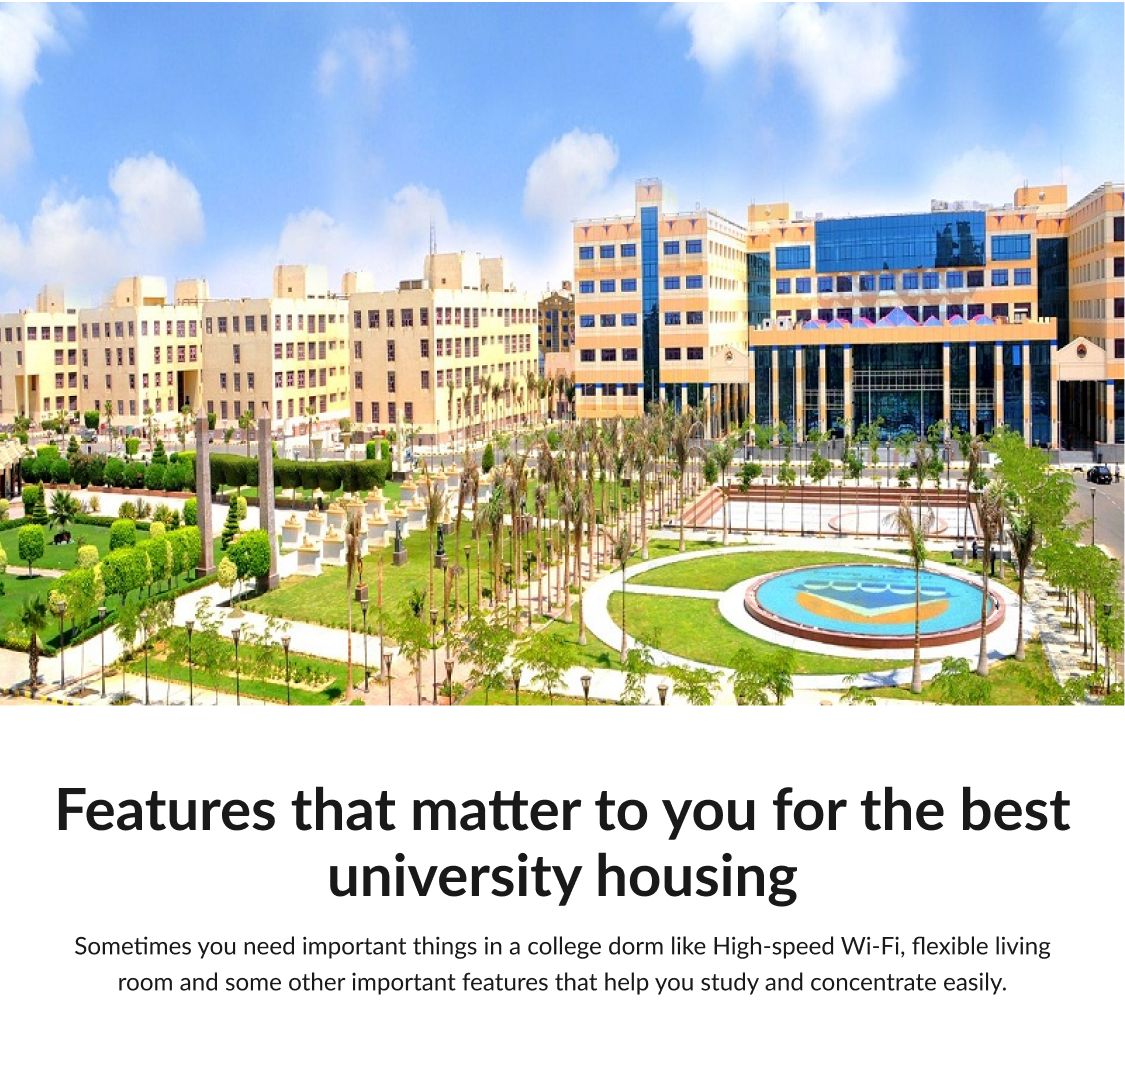 Features that matter to you for the best
university housing
Sometimes you need important things in a college dorm like High-speed Wi-Fi, flexible living
room and some other important features that help you study and concentrate easily.